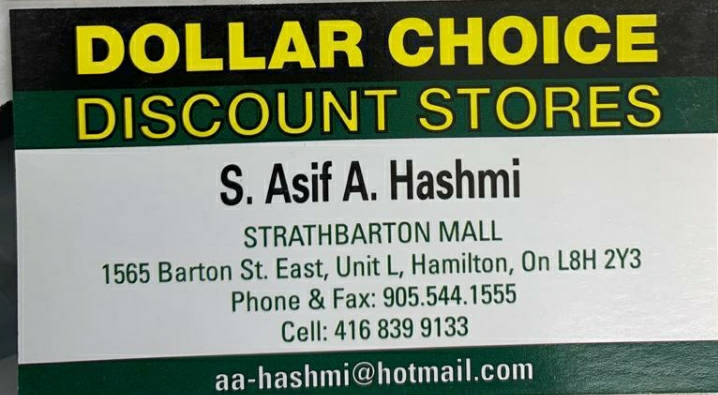 DOLLAR CHOICE
DISCOUNT STORES
S. Asif A. Hashmi
STRATHBARTON MALL
1565 Barton St. East, Unit L, Hamilton, On L8H 2Y3
Phone & Fax: 905.544.1555
Cell: 416 839 9133
aa-hashmi@hotmail.com